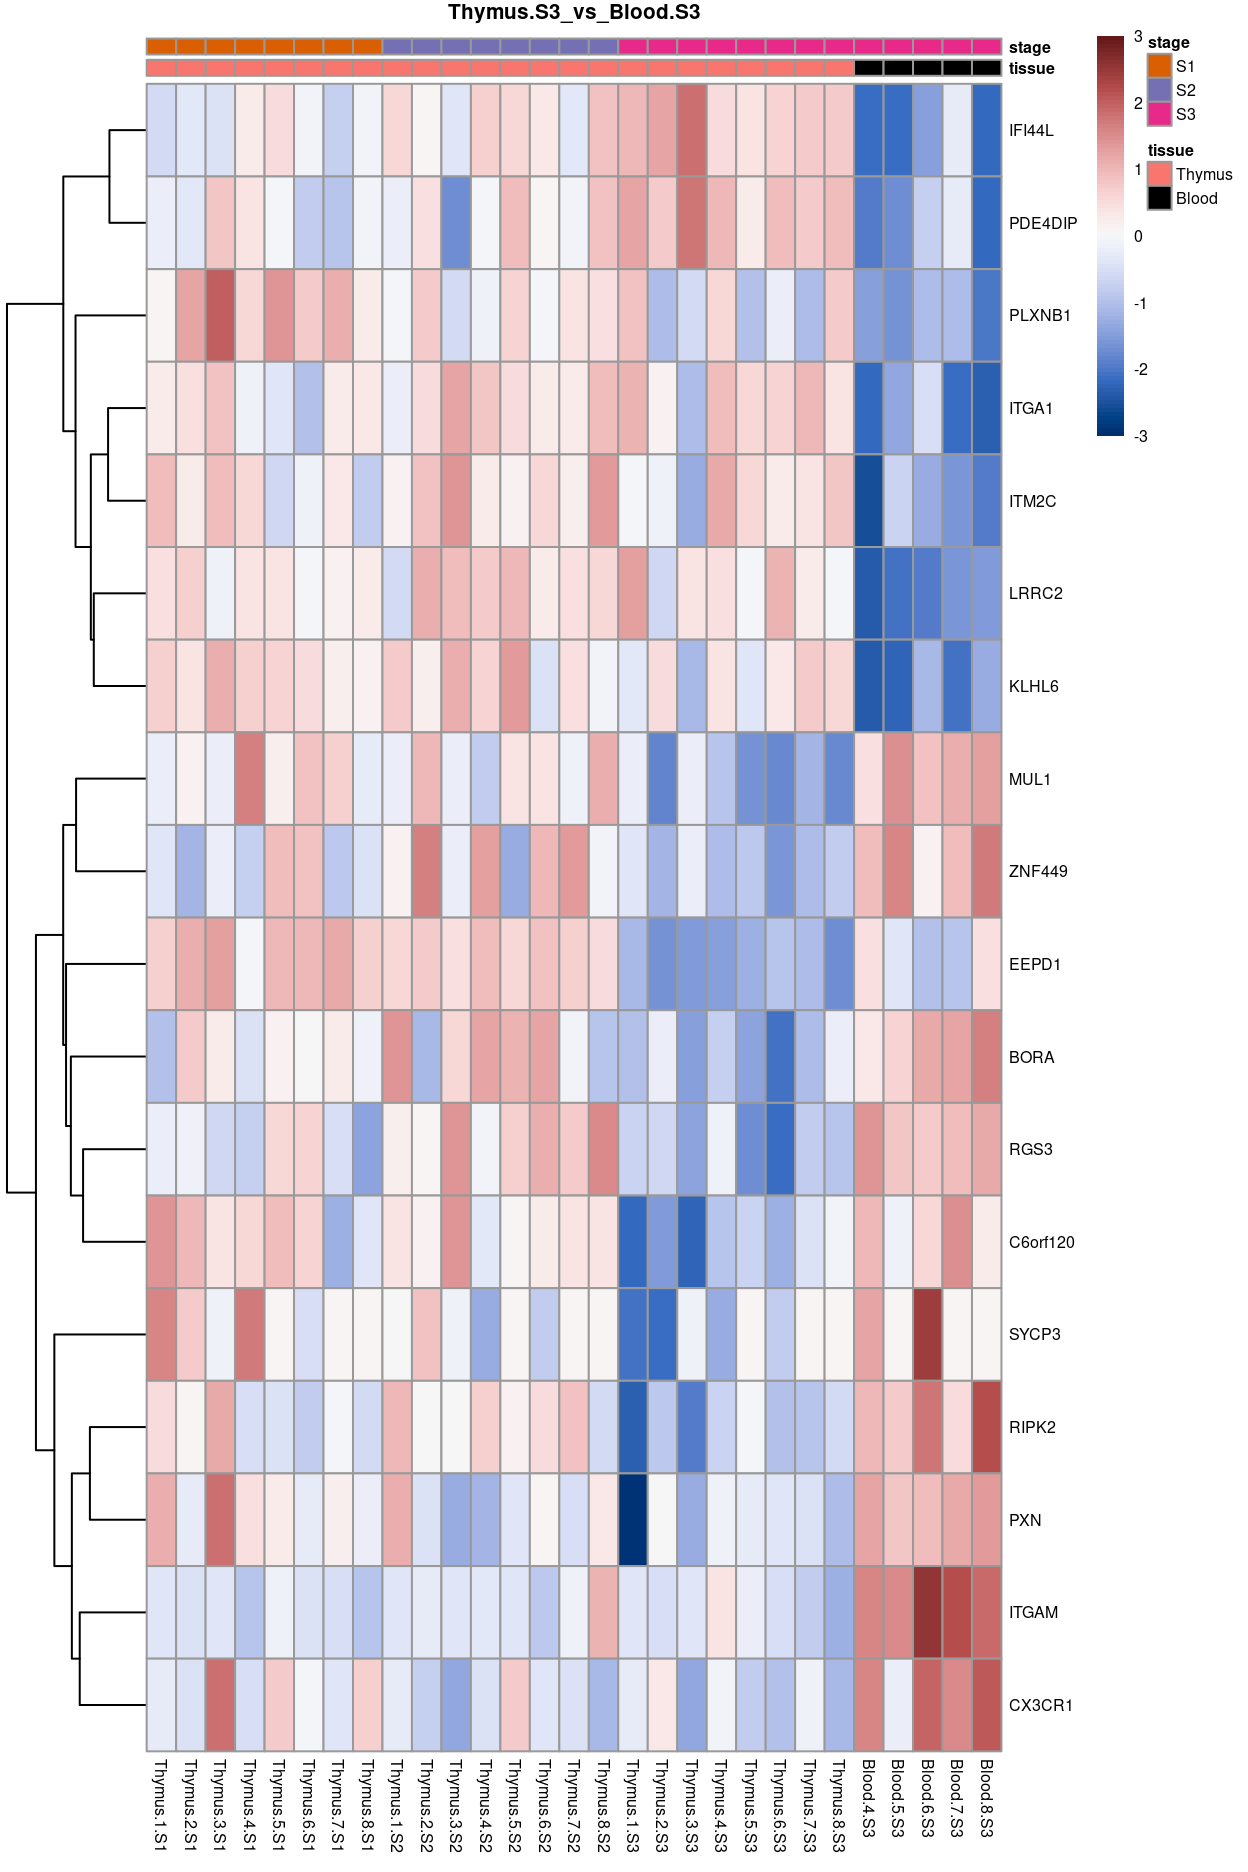 Thymus.S3_vs_Blood.S3
stage
tissue
3
2
1
0
-1
-2
-3
stage
S1
S2
S3
tissue
Thymus
Blood
IFI44L
PDE4DIP
PLXNB1
ITGA1
ITM2C
LRRC2
KLHL6
MUL1
ZNF449
EEPD1
BORA
RGS3
C6orf120
SYCP3
RIPK2
PXN
ITGAM
CX3CR1
Thymus.1.S1
Thymus.2.S1
Thymus.3.S1
Thymus.4.S1
Thymus.5.S1
Thymus.6.S1
Thymus.7.S1
Thymus.8.S1
Thymus.1.S2
Thymus.2.S2
Thymus.3.S2
Thymus.4.S2
Thymus.5.S2
Thymus.6.S2
Thymus.7.S2
Thymus.8.S2
Thymus.1.S3
Thymus.2.S3
Thymus.3.S3
Thymus.4.S3
Thymus.5.S3
Thymus.6.S3
Thymus.7.S3
Thymus.8.S3
Blood.4.S3
Blood.5.S3
Blood.6.S3
Blood.7.S3
Blood.8.S3